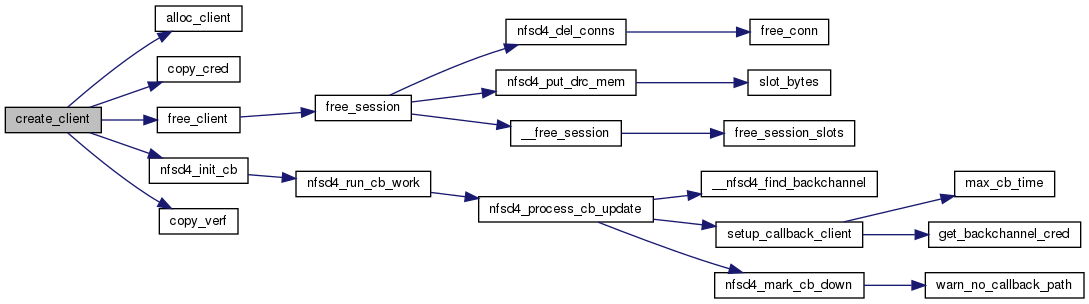 create_client
alloc_client
copy_cred
free_client
nfsd4_init_cb
copy_verf
free_session
nfsd4_run_cb_work
nfsd4_del_conns
nfsd4_put_drc_mem
__free_session
nfsd4_process_cb_update
free_conn
slot_bytes
free_session_slots
__nfsd4_find_backchannel
setup_callback_client
nfsd4_mark_cb_down
max_cb_time
get_backchannel_cred
warn_no_callback_path